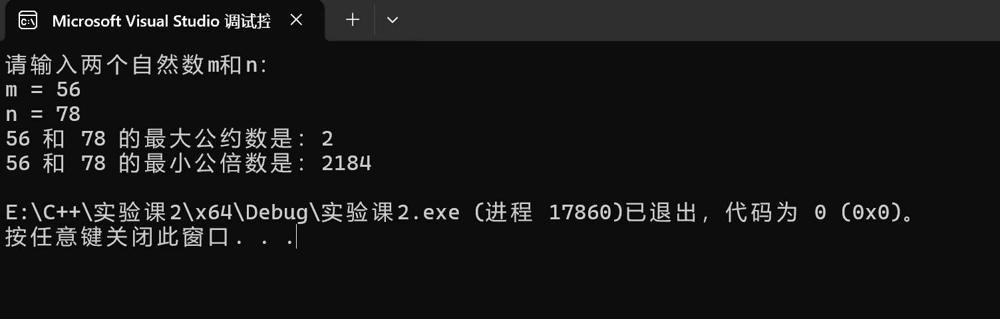 Microsoft Visual Studio 调试控
请输入两个自然数m和n:
m = 56
n = 78
56 和 78 的最大公约数是: 2
56 和 78 的最小公倍数是: 2184
E:\C++\实验课2\x64\Debug\实验课2.exe (进程 17860)已退出，代码为 0 (0x0)。
按任意键关闭此窗口. . .